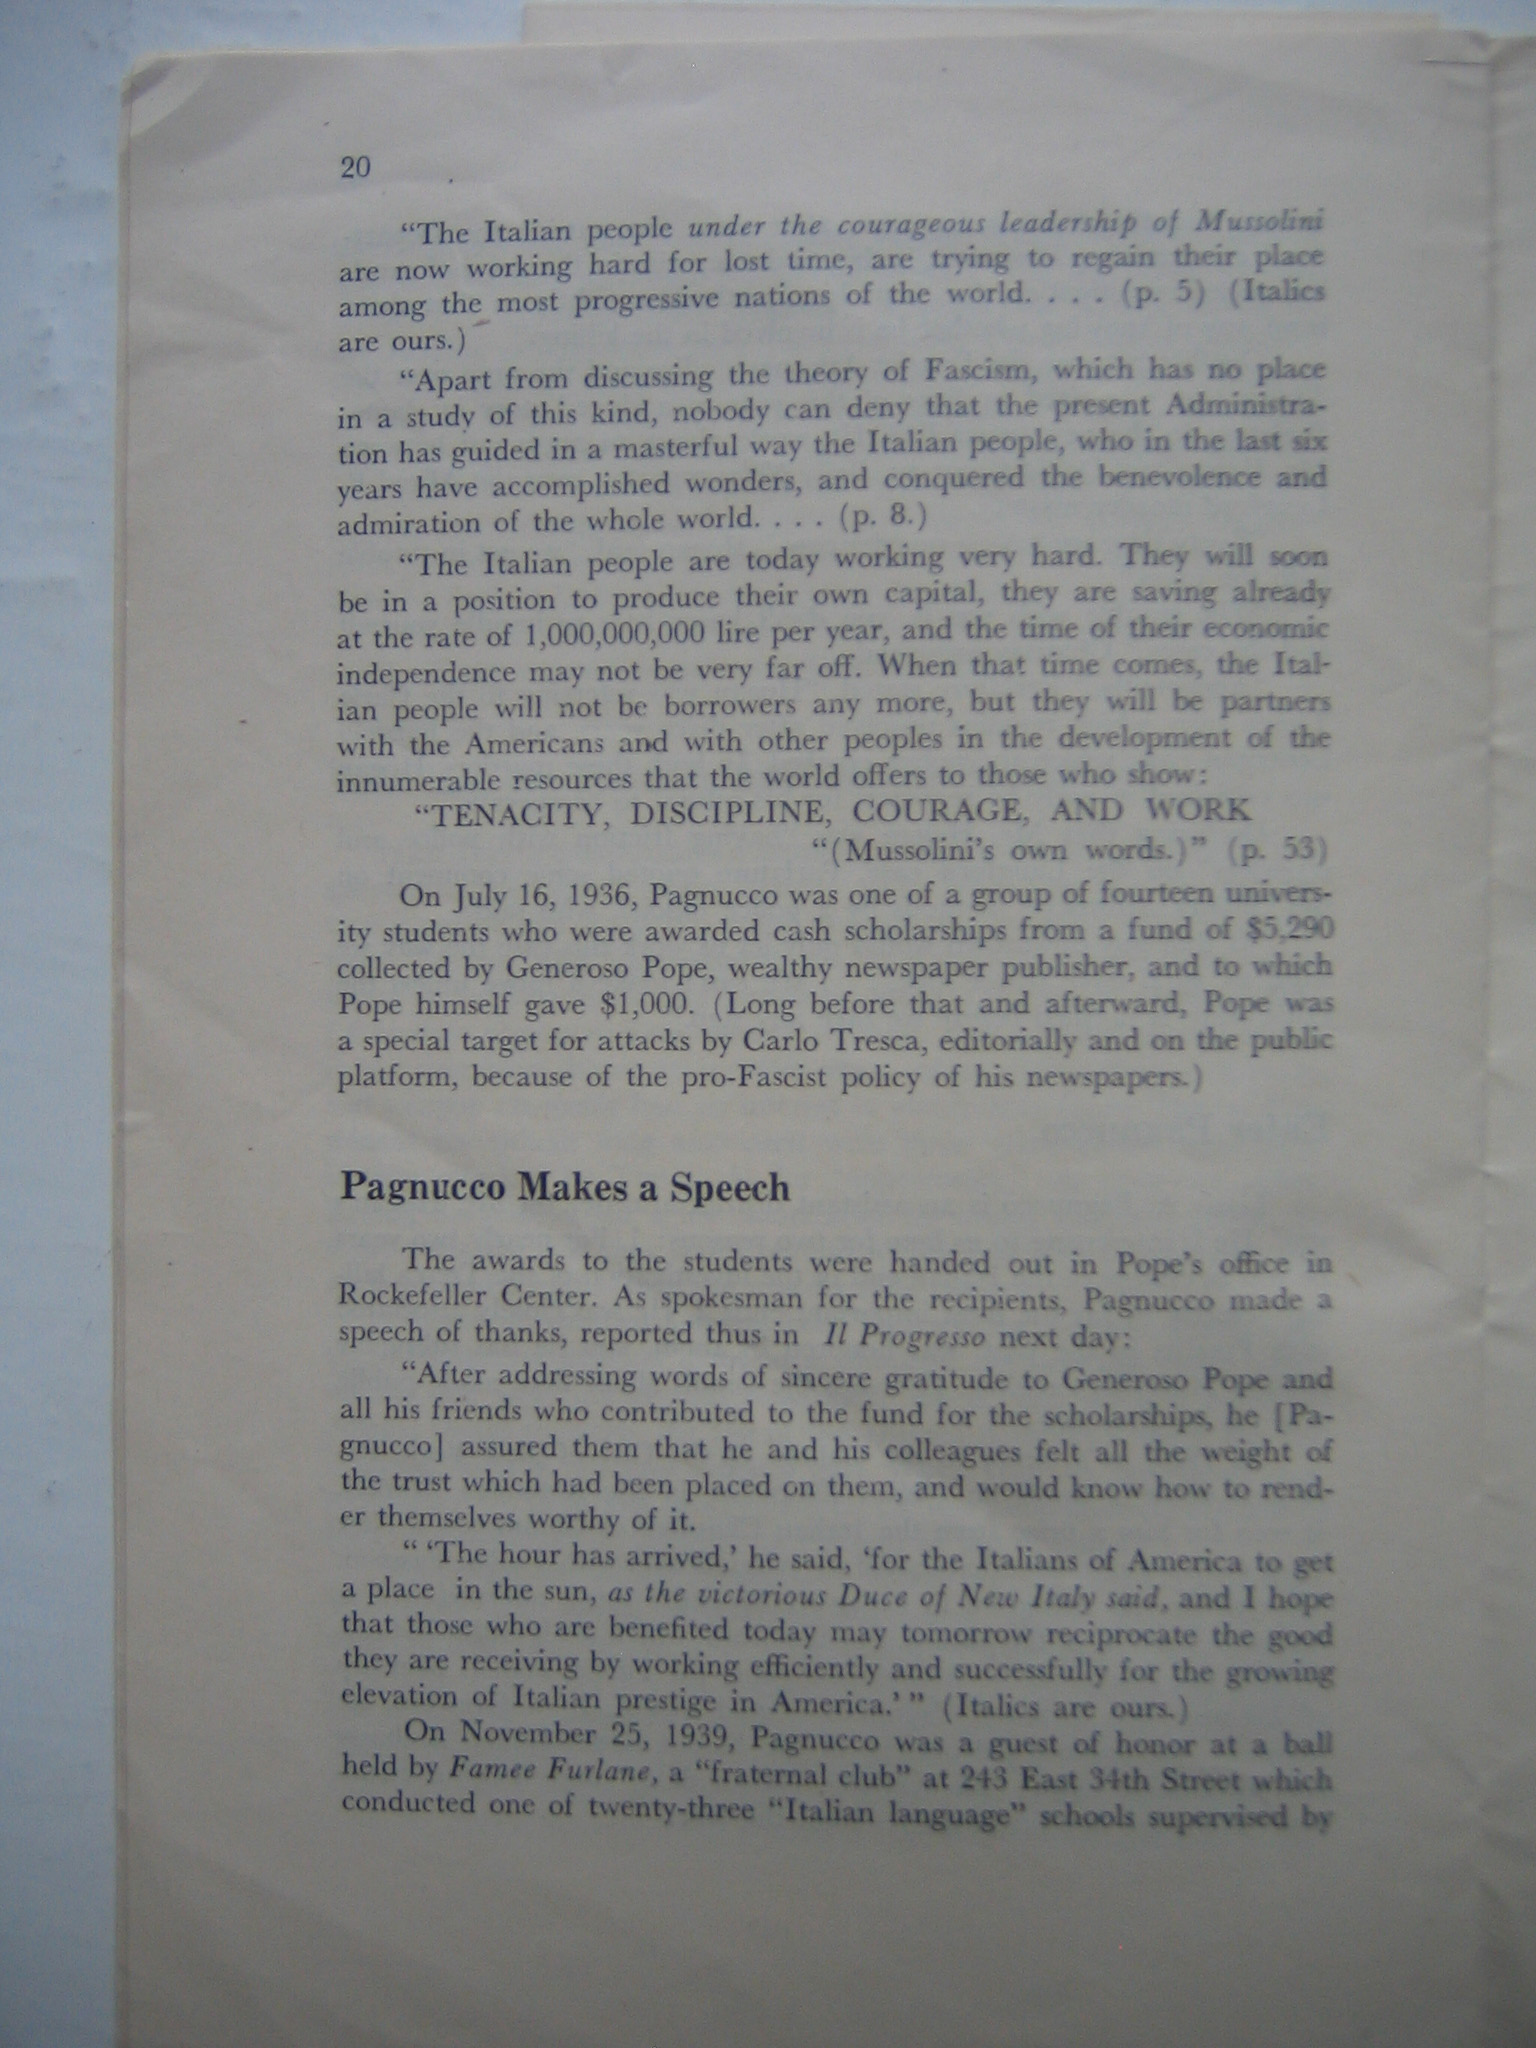 20
“The Italian people under the courageous leadership of Mussolini
are now working hard for lost time, are trying to regain their place
among the most progressive nations of the world. . . . (p. 5) (Italics
are ours.)
“Apart from discussing the theory of Fascism, which has no place
in a study of this kind, nobody can deny that the present Administra-
tion has guided in a masterful way the Italian people, who in the last six
years have accomplished wonders, and conquered the benevolence and
admiration of the whole world. . . . (p. 8.)
“The Italian people are today working very hard. They will soon
be in a position to produce their own capital, they are saving already
at the rate of 1,000,000,000 lire per year, and the time of their economic
independence may not be very far off. When that time comes, the Ital-
ian people will not be borrowers any more, but they will be partners
with the Americans and with other peoples in the development of the
innumerable resources that the world offers to those who show:
“TENACITY, DISCIPLINE, COURAGE, AND WORK
“(Mussolini’s own words.)” (p. 53)
On July 16, 1936, Pagnucco was one of a group of fourteen univers-
ity students who were awarded cash scholarships from a fund of $5,290
collected by Generoso Pope, wealthy newspaper publisher, and to which
Pope himself gave $1,000. (Long before that and afterward, Pope was
a special target for attacks by Carlo Tresca, editorially and on the public
platform, because of the pro-Fascist policy of his newspapers.)
Pagnucco Makes a Speech
The awards to the students were handed out in Pope’s office in
Rockefeller Center. As spokesman for the recipients, Pagnucco made a
speech of thanks, reported thus in Il Progresso next day:
“After addressing words of sincere gratitude to Generoso Pope and
all his friends who contributed to the fund for the scholarships, he [Pa-
gnucco] assured them that he and his colleagues felt all the weight of
the trust which had been placed on them, and would know how to rend-
er themselves worthy of it.
“ ‘The hour has arrived,’ he said, ‘for the Italians of America to get
a place in the sun, as the victorious Duce of New Italy said, and I hope
that those who are benefited today may tomorrow reciprocate the good
they are receiving by working efficiently and successfully for the growing
elevation of Italian prestige in America.’ ” (Italics are ours.)
On November 25, 1939, Pagnucco was a guest of honor at a ball
held by Famee Furlane, a “fraternal club” at 243 East 34th Street which
conducted one of twenty-three “Italian language” schools supervised by